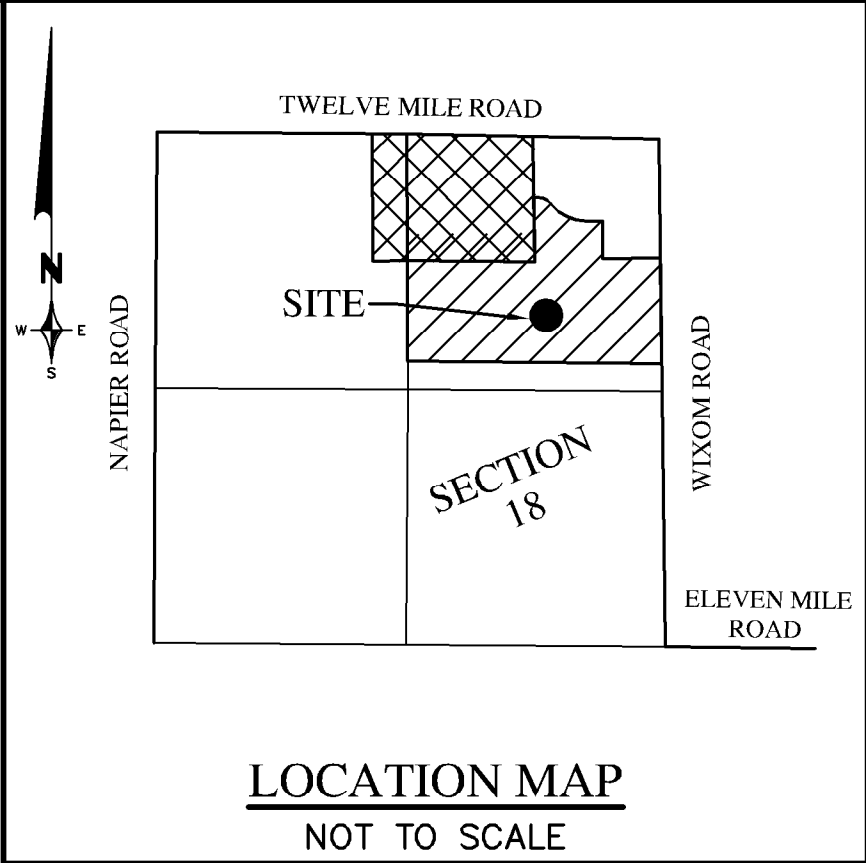 TWELVE MILE ROAD
N
W E
S
SITE
NAPIER ROAD
WIXOM ROAD
SECTION
18
ELEVEN MILE
ROAD
LOCATION MAP
NOT TO SCALE